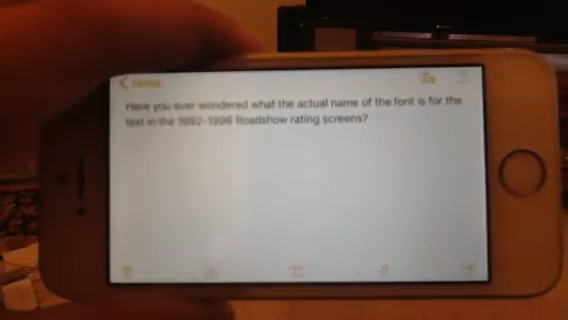 Notes
Have you ever wondered what the actual name of the font is for the
text in the 1992-1996 Roadshow rating screens?